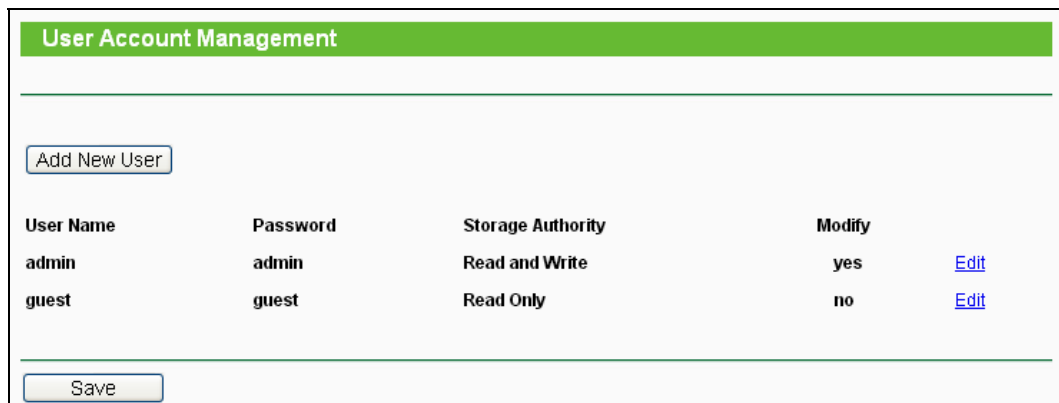 User Account Management
Add New User
User Name Password Storage Authority Modify
admin admin Read and Write yes Edit
guest guest Read Only no Edit
Save